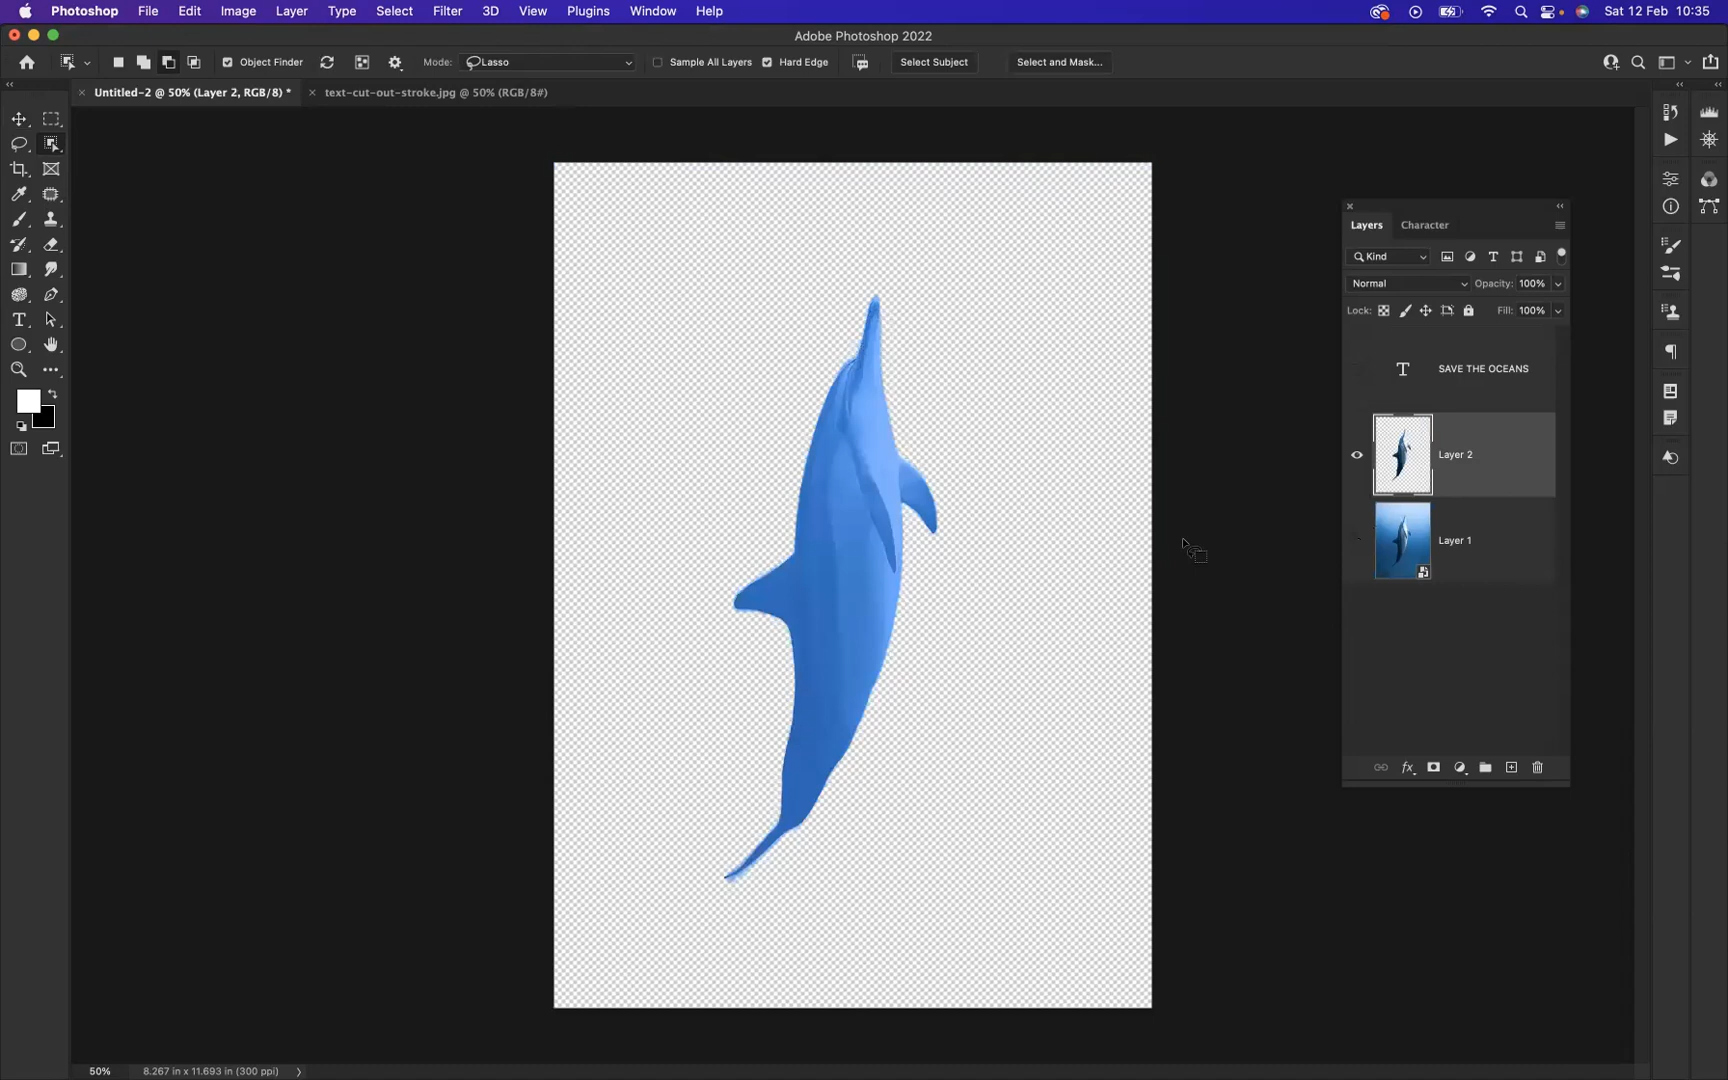 Photoshop File Edit Image Layer Type Select Filter 3D View Plugins Window Help Sat 12 Feb 10:35
Adobe Photoshop 2022
Object Finder Mode: Lasso Sample All Layers Hard Edge Select Subject Select and Mask...
Untitled-2 @ 50% (Layer 2, RGB/8) * text-cut-out-stroke.jpg @ 50% (RGB/8#)
Layers Character
Kind
Normal Opacity: 100%
Lock: Fill: 100%
SAVE THE OCEANS
Layer 2
Layer 1
fx
50% 8.267 in x 11.693 in (300 ppi)